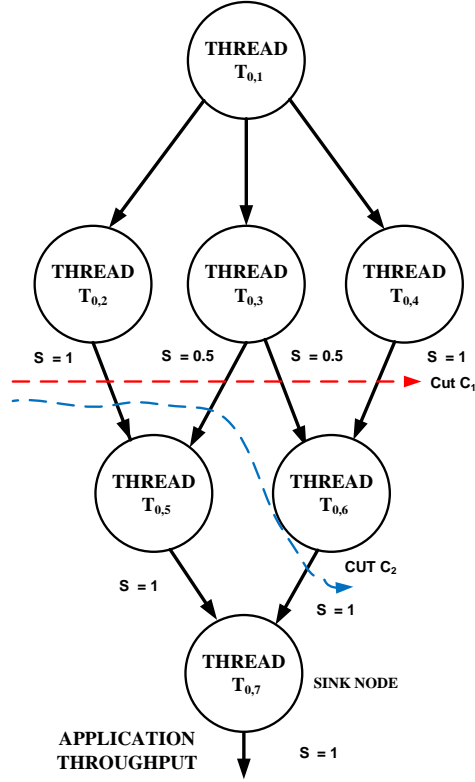 THREAD
T0,1
THREAD
T0,2
THREAD
T0,3
THREAD
T0,4
S = 1
S = 0.5
S = 0.5
S = 1
Cut C1
THREAD
T0,5
THREAD
T0,6
CUT C2
S = 1
S = 1
THREAD
T0,7
SINK NODE
APPLICATION
THROUGHPUT
S = 1